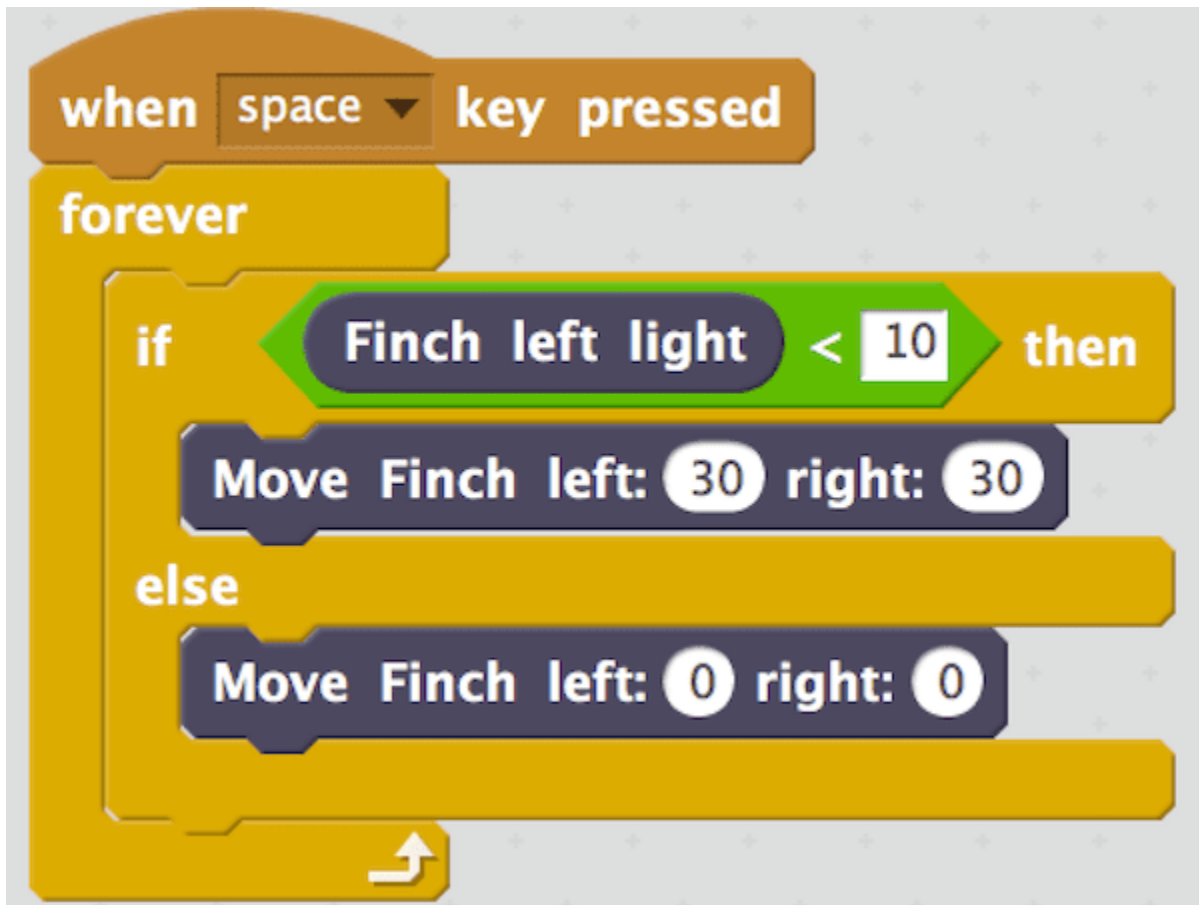 when space key pressed
forever
if Finch left light < 10 then
Move Finch left: 30 right: 30
else
Move Finch left: 0 right: 0